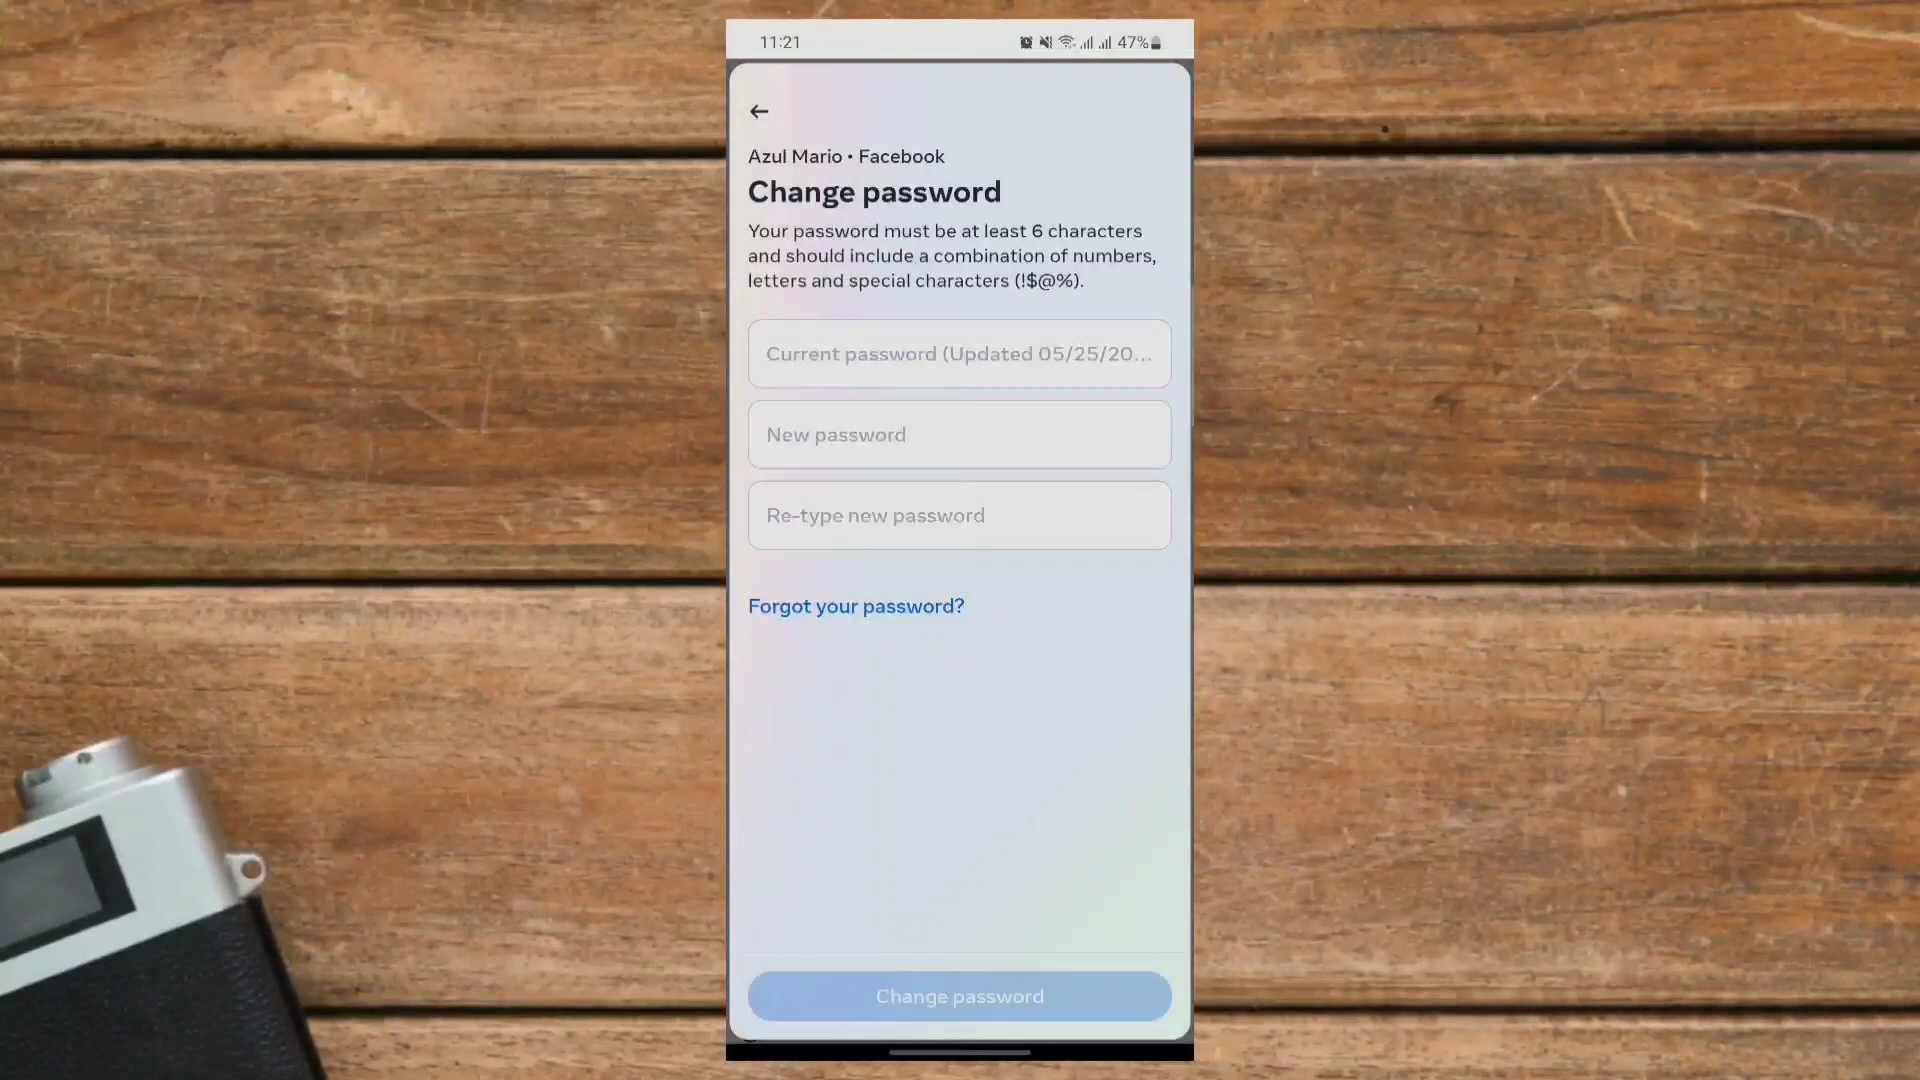 11:21
47%
Azul Mario • Facebook
Change password
Your password must be at least 6 characters
and should include a combination of numbers,
letters and special characters (!$@%).
Current password (Updated 05/25/20...
New password
Re-type new password
Forgot your password?
Change password